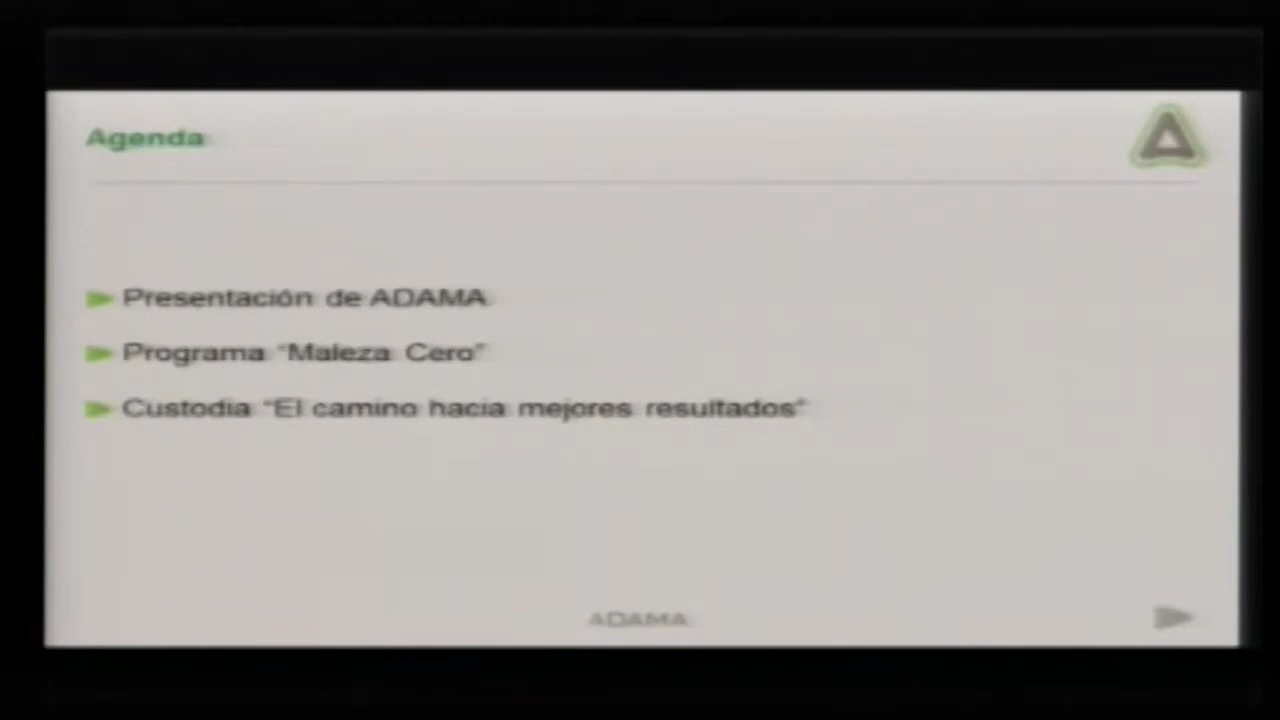 Agenda
Presentación de ADAMA
Programa "Maleza Cero"
Custodia "El camino hacia mejores resultados"
ADAMA